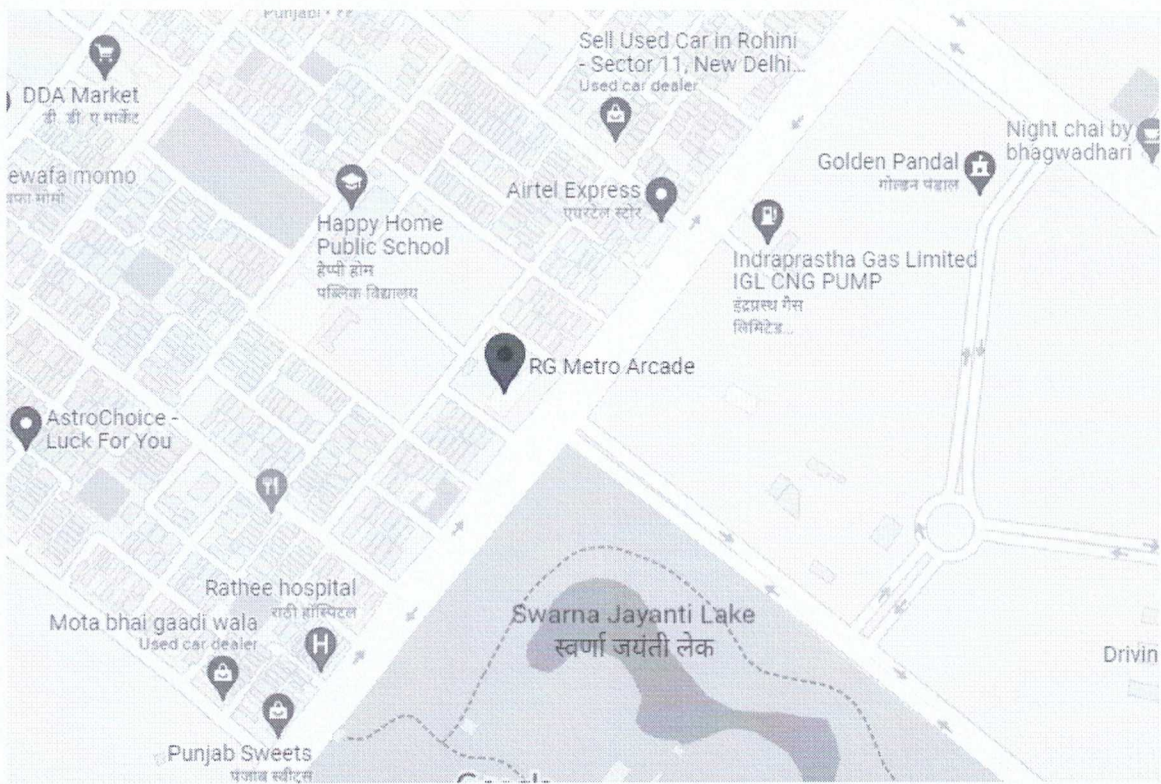 Punjabi •
Sell Used Car in Rohini
- Sector 11, New Delhi...
Used car dealer
DDA Market
डी. डी. ए मार्केट
Night chai by
bhagwadhari
Golden Pandal
गोल्डन पंडाल
ewafa momo
वफा मोमो
Airtel Express
एयरटेल स्टोर
Happy Home
Public School
हैप्पी होम
पब्लिक विद्यालय
Indraprastha Gas Limited
IGL CNG PUMP
इंद्रप्रस्थ गैस
लिमिटेड...
RG Metro Arcade
AstroChoice -
Luck For You
Rathee hospital
राठी हॉस्पिटल
Mota bhai gaadi wala
Used car dealer
H
Swarna Jayanti Lake
स्वर्णा जयंती लेक
Drivin
Punjab Sweets
पंजाब स्वीट्स
Google